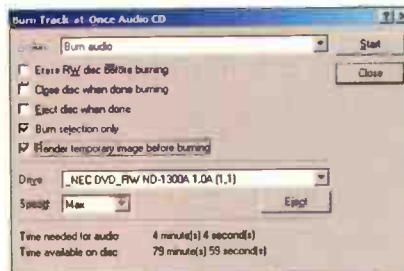 Burn Track-at-Once Audio CD
Action: Burn audio
Start
Erase RW disc before burning
Close
Close disc when done burning
Eject disc when done
Burn selection only
Render temporary image before burning
Drive _NEC DVD_RW ND-1300A 1.0A (1,1)
Speed: Max
Eject
Time needed for audio 4 minute(s) 4 second(s)
Time available on disc 79 minute(s) 59 second(s)